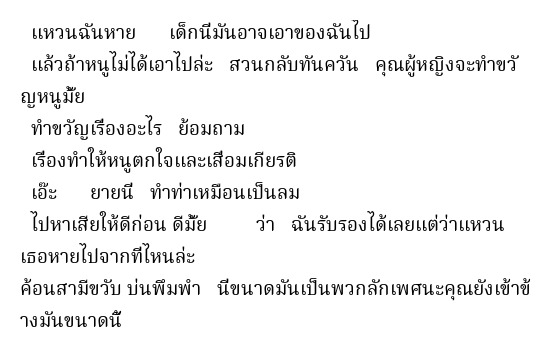 แหวนฉันหาย เด็กนี่มันอาจเอาของฉันไป
แล้วถ้าหนูไม่ได้เอาไปล่ะ สวนกลับทันควัน คุณผู้หญิงจะทำขวั
ญหนูมั้ย
ทำขวัญเรื่องอะไร ย้อมถาม
เรื่องทำให้หนูตกใจและเสื่อมเกียรติ
เอ๊ะ ยายนี่ ทำท่าเหมือนเป็นลม
ไปหาเสียให้ดีก่อน ดีมั้ย ว่า ฉันรับรองได้เลยแต่ว่าแหวน
เธอหายไปจากที่ไหนล่ะ
ค้อนสามีขวับ บ่นพึมพำ นี่ขนาดมันเป็นพวกลักเพศนะคุณยังเข้าข้
างมันขนาดนี้